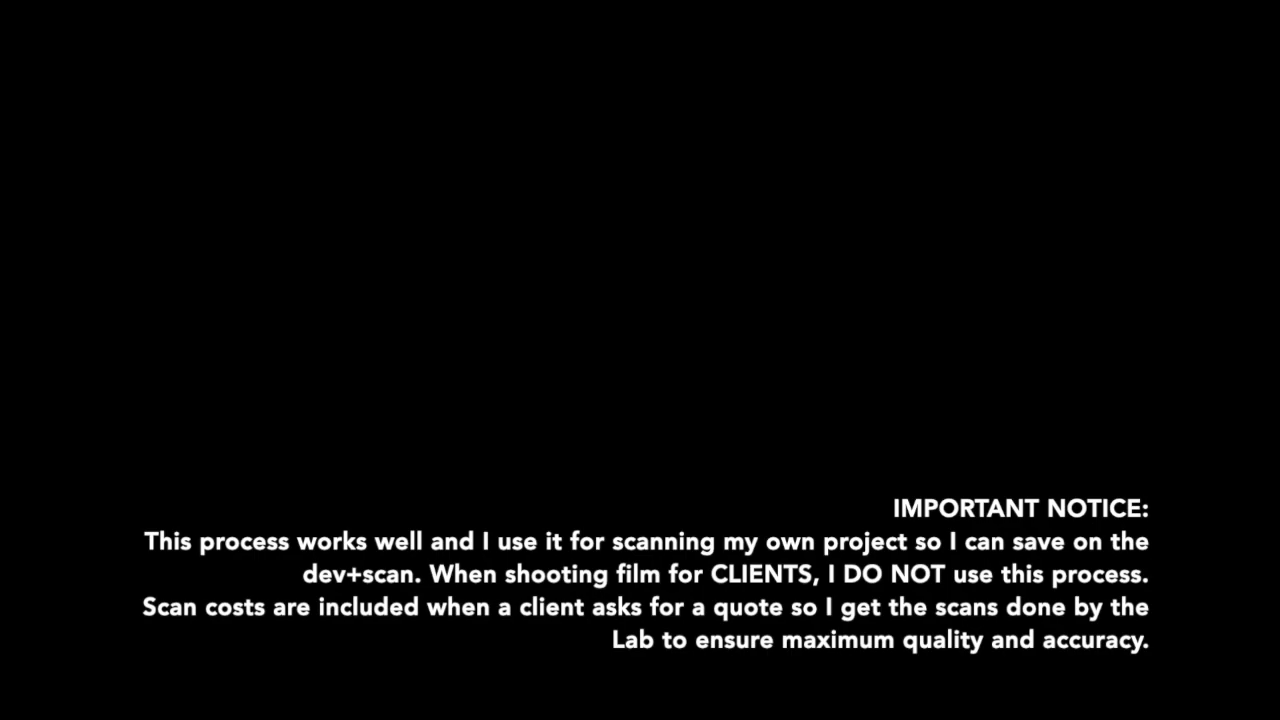 IMPORTANT NOTICE:
This process works well and I use it for scanning my own project so I can save on the
dev+scan. When shooting film for CLIENTS, I DO NOT use this process.
Scan costs are included when a client asks for a quote so I get the scans done by the
Lab to ensure maximum quality and accuracy.